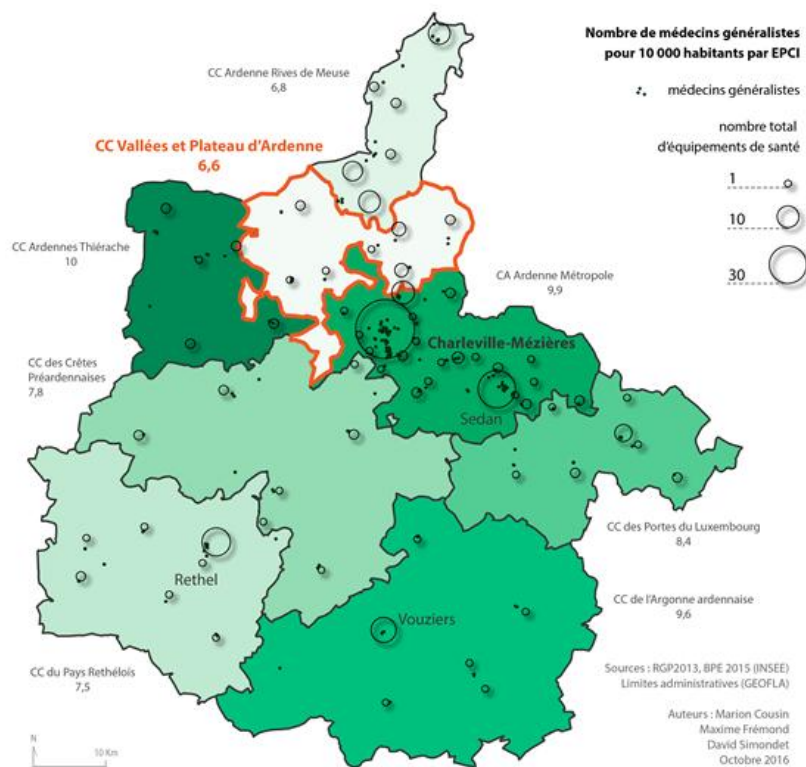 Nombre de médecins généralistes
pour 10 000 habitants par EPCI
médecins généralistes
nombre total
d'équipements de santé
1
10
30
CC Ardenne Rives de Meuse
6,8
CC Vallées et Plateau d'Ardenne
6,6
CC Ardennes Thiérache
10
CA Ardenne Métropole
9,9
Charleville-Mézières
CC des Crêtes
Préardennaises
7,8
Sedan
CC des Portes du Luxembourg
8,4
Rethel
CC de l'Argonne ardennaise
9,6
Vouziers
CC du Pays Rethélois
7,5
Sources : RGP2013, BPE 2015 (INSEE)
Limites administratives (GEOFLA)
Auteurs : Marion Cousin
Maxime Frémond
David Simondet
Octobre 2016
N
10 Km